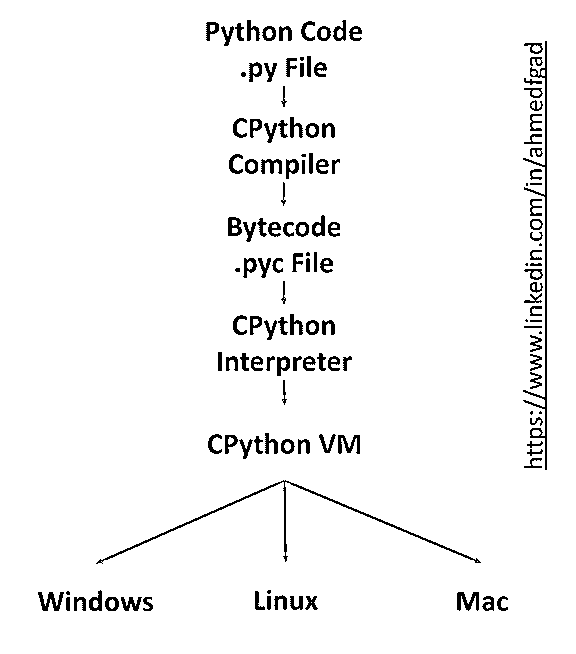 Python Code
.py File
CPython
Compiler
Bytecode
.pyc File
CPython
Interpreter
CPython VM
Windows
Linux
Mac
https://www.linkedin.com/in/ahmedfgad